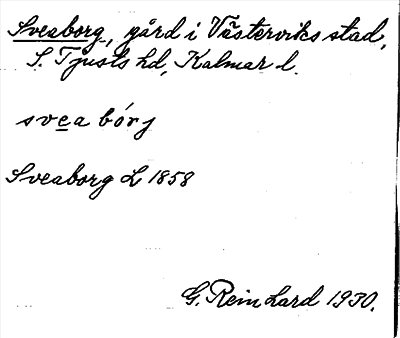 Sveaborg, gård i Västerviks stad,
S. Tjusts hd, Kalmar l.
svea bórj
Sveaborg L 1858
G. Reinhard 1930.